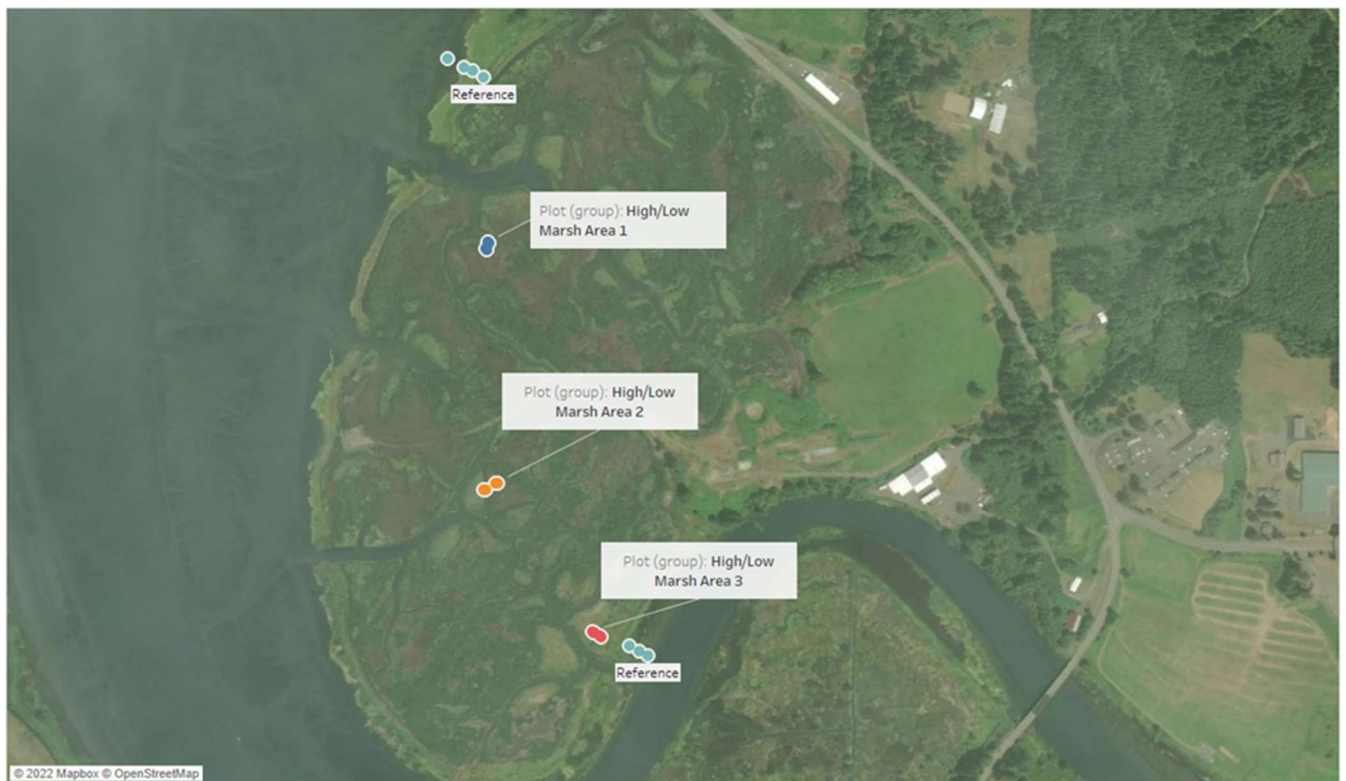 Reference
Plot (group): High/Low
Marsh Area 1
Plot (group): High/Low
Marsh Area 2
Plot (group): High/Low
Marsh Area 3
Reference
© 2022 Mapbox © OpenStreetMap